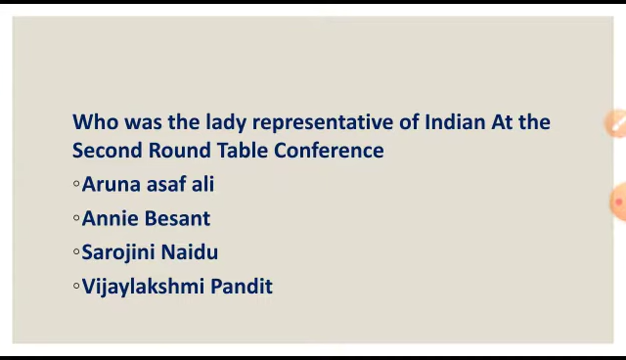 Who was the lady representative of Indian At the
Second Round Table Conference
◦Aruna asaf ali
◦Annie Besant
◦Sarojini Naidu
◦Vijaylakshmi Pandit